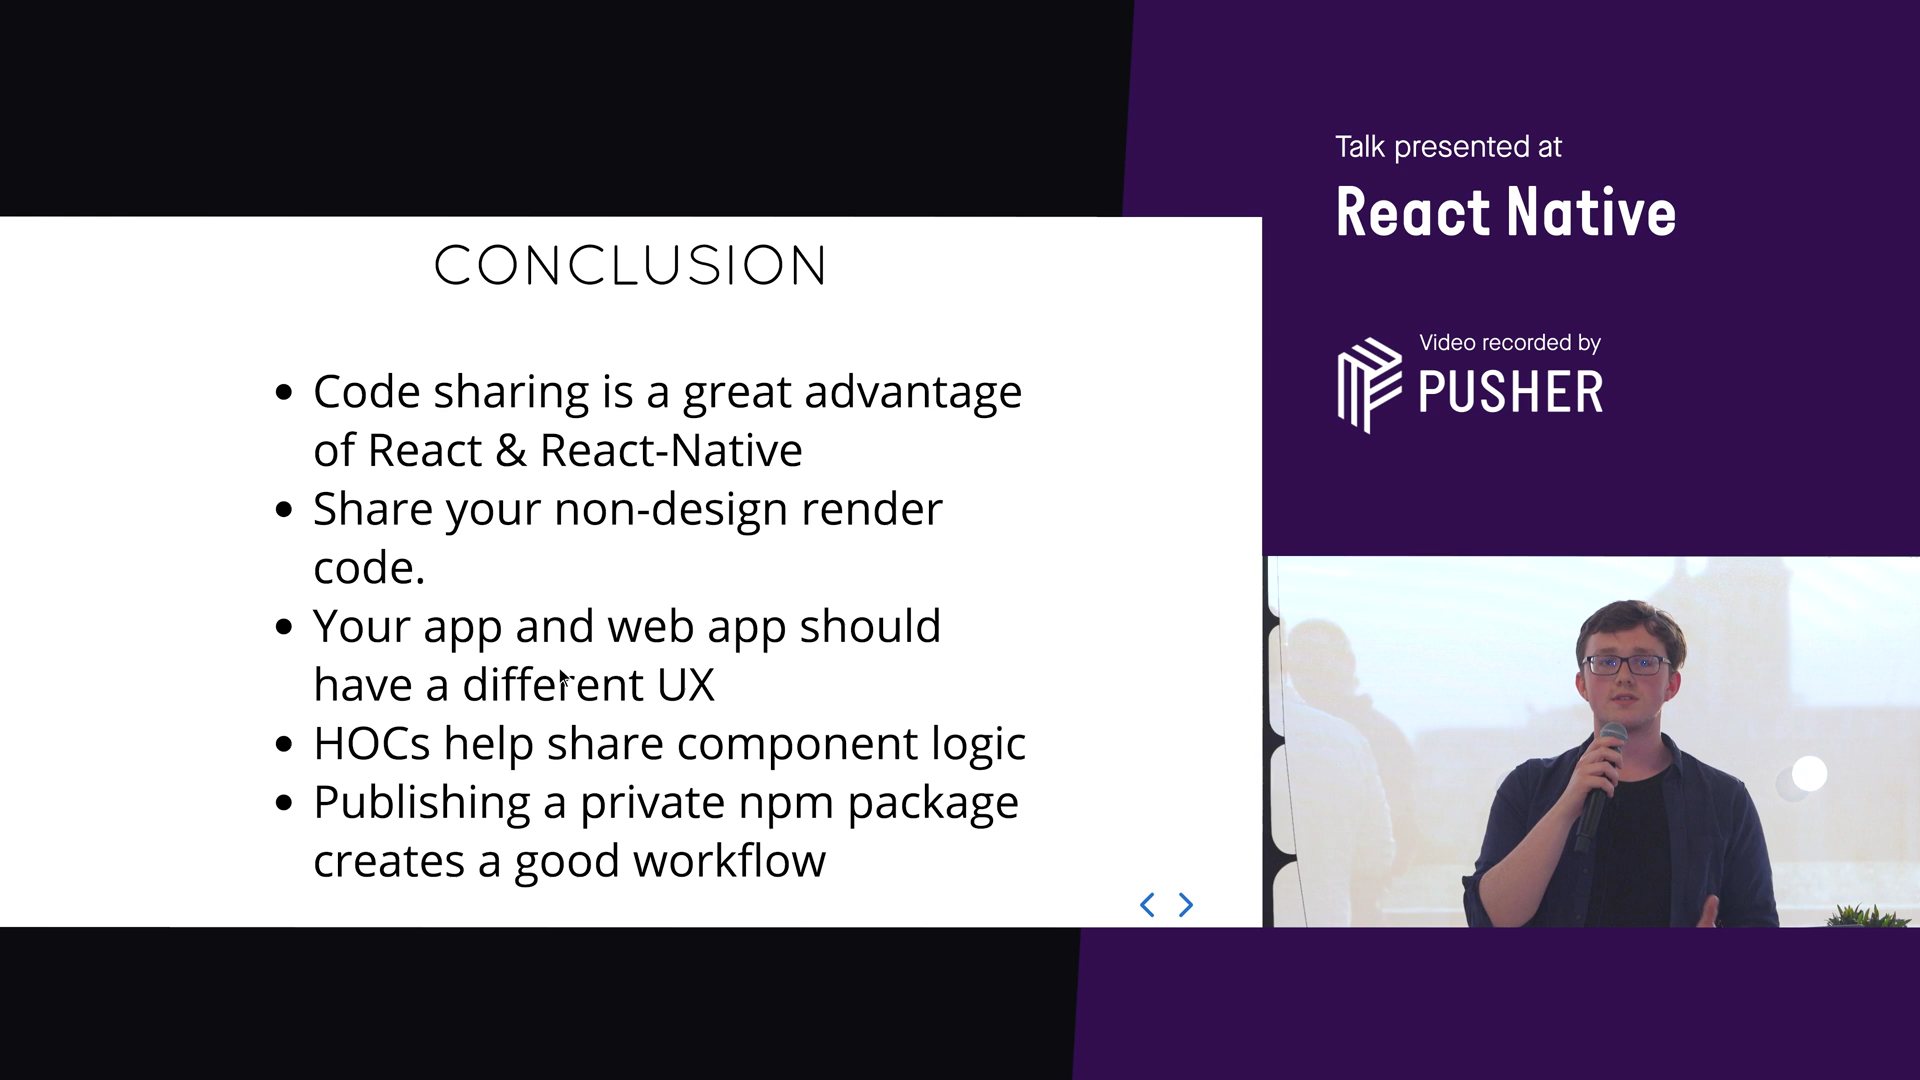 CONCLUSION
• Code sharing is a great advantage
of React & React-Native
• Share your non-design render
code.
• Your app and web app should
have a different UX
• HOCs help share component logic
• Publishing a private npm package
creates a good workflow
Talk presented at
React Native
Video recorded by
PUSHER